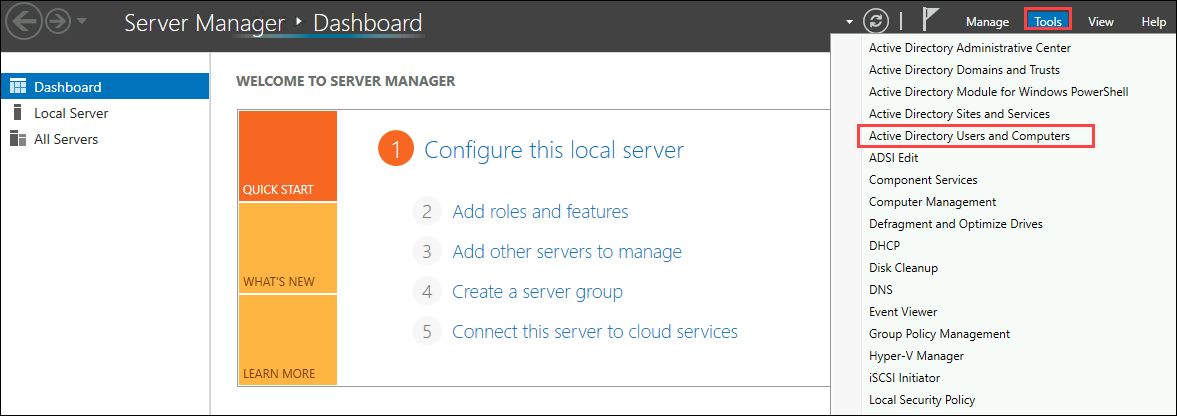 Server Manager ‣ Dashboard
Manage Tools View Help
Dashboard
Local Server
All Servers
WELCOME TO SERVER MANAGER
QUICK START
WHAT'S NEW
LEARN MORE
1 Configure this local server
2 Add roles and features
3 Add other servers to manage
4 Create a server group
5 Connect this server to cloud services
Active Directory Administrative Center
Active Directory Domains and Trusts
Active Directory Module for Windows PowerShell
Active Directory Sites and Services
Active Directory Users and Computers
ADSI Edit
Component Services
Computer Management
Defragment and Optimize Drives
DHCP
Disk Cleanup
DNS
Event Viewer
Group Policy Management
Hyper-V Manager
iSCSI Initiator
Local Security Policy